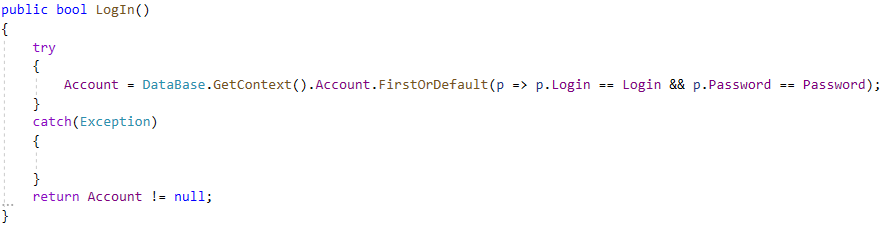 public bool LogIn()
{
try
{
Account = DataBase.GetContext().Account.FirstOrDefault(p => p.Login == Login && p.Password == Password);
}
catch(Exception)
{
}
return Account != null;
}